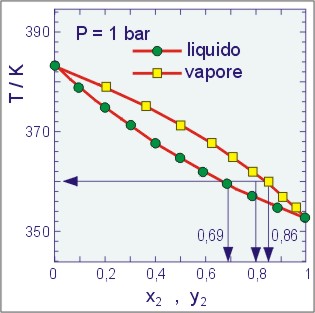 P = 1 bar
liquido
vapore
T / K
390
370
350
0,69
0,86
0 0,2 0,4 0,6 0,8 1
x2 , y2